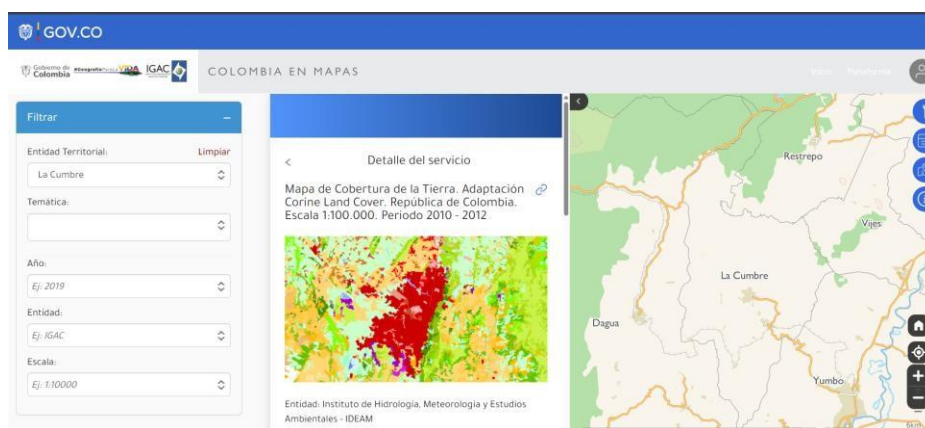 GOV.CO
Gobierno de
Colombia
IGAC
COLOMBIA EN MAPAS
Inicio
Filtrar
Entidad Territorial:
Limpiar
La Cumbre
Temática:
Año:
Ej: 2019
Entidad:
Ej: IGAC
Escala:
Ej: 1:10000
Detalle del servicio
Mapa de Cobertura de la Tierra. Adaptación
Corine Land Cover. República de Colombia.
Escala 1:100.000. Periodo 2010 - 2012
Entidad: Instituto de Hidrología, Meteorología y Estudios
Ambientales - IDEAM
Restrepo
Vijes
La Cumbre
Dagua
Yumbo
6km